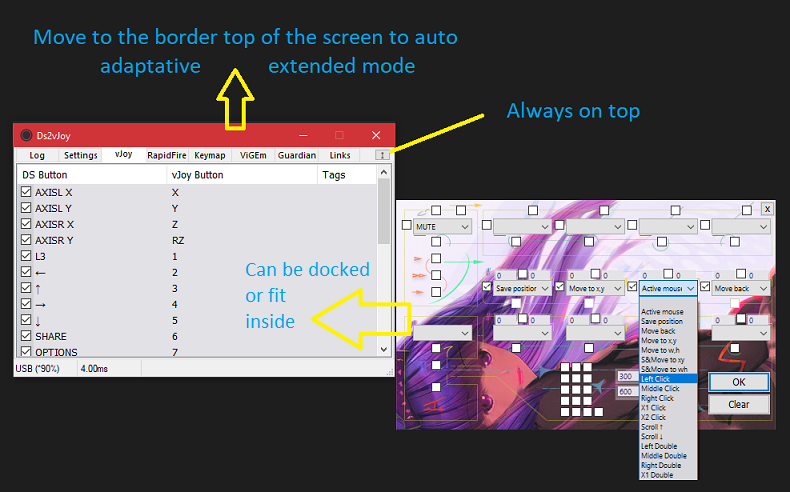 Move to the border top of the screen to auto
adaptative extended mode
Always on top
Ds2vJoy
Log Settings vJoy RapidFire Keymap ViGEm Guardian Links
DS Button vJoy Button Tags
AXISL X X
AXISL Y Y
AXISR X Z
AXISR Y RZ
L3 1
← 2
↑ 3
→ 4
↓ 5
SHARE 6
OPTIONS 7
USB (*90%) 4.00ms
Can be docked
or fit
inside
X
MUTE
0 0 0 0 0 0 0 0
Save position Move to x,y Active mouse Move back
0 0 0 0 0 0
Active mouse
Save position
Move back
Move to x,y
Move to w,h
S&Move to xy
S&Move to wh
Left Click
Middle Click
Right Click
X1 Click
X2 Click
Scroll ↑
Scroll ↓
Left Double
Middle Double
Right Double
X1 Double
300
600
OK
Clear